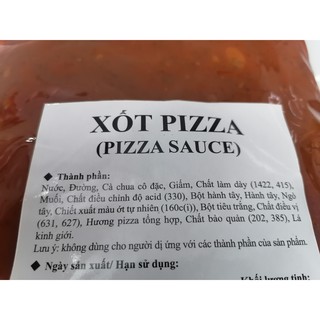 XỐT PIZZA
(PIZZA SAUCE)
◆ Thành phần:
Nước, Đường, Cà chua cô đặc, Giấm, Chất làm dày (1422, 415),
Muối, Chất điều chỉnh độ acid (330), Bột hành tây, Hành tây, Ngò
tây, Chiết xuất màu ớt tự nhiên (160c(i)), Bột tiêu trắng, Chất điều vị
(631, 627), Hương pizza tổng hợp, Chất bảo quản (202, 385), Lá
kinh giới.
Lưu ý: không dùng cho người dị ứng với các thành phần của sản phẩm.
◆ Ngày sản xuất/ Hạn sử dụng:
Khối lượng tịnh: